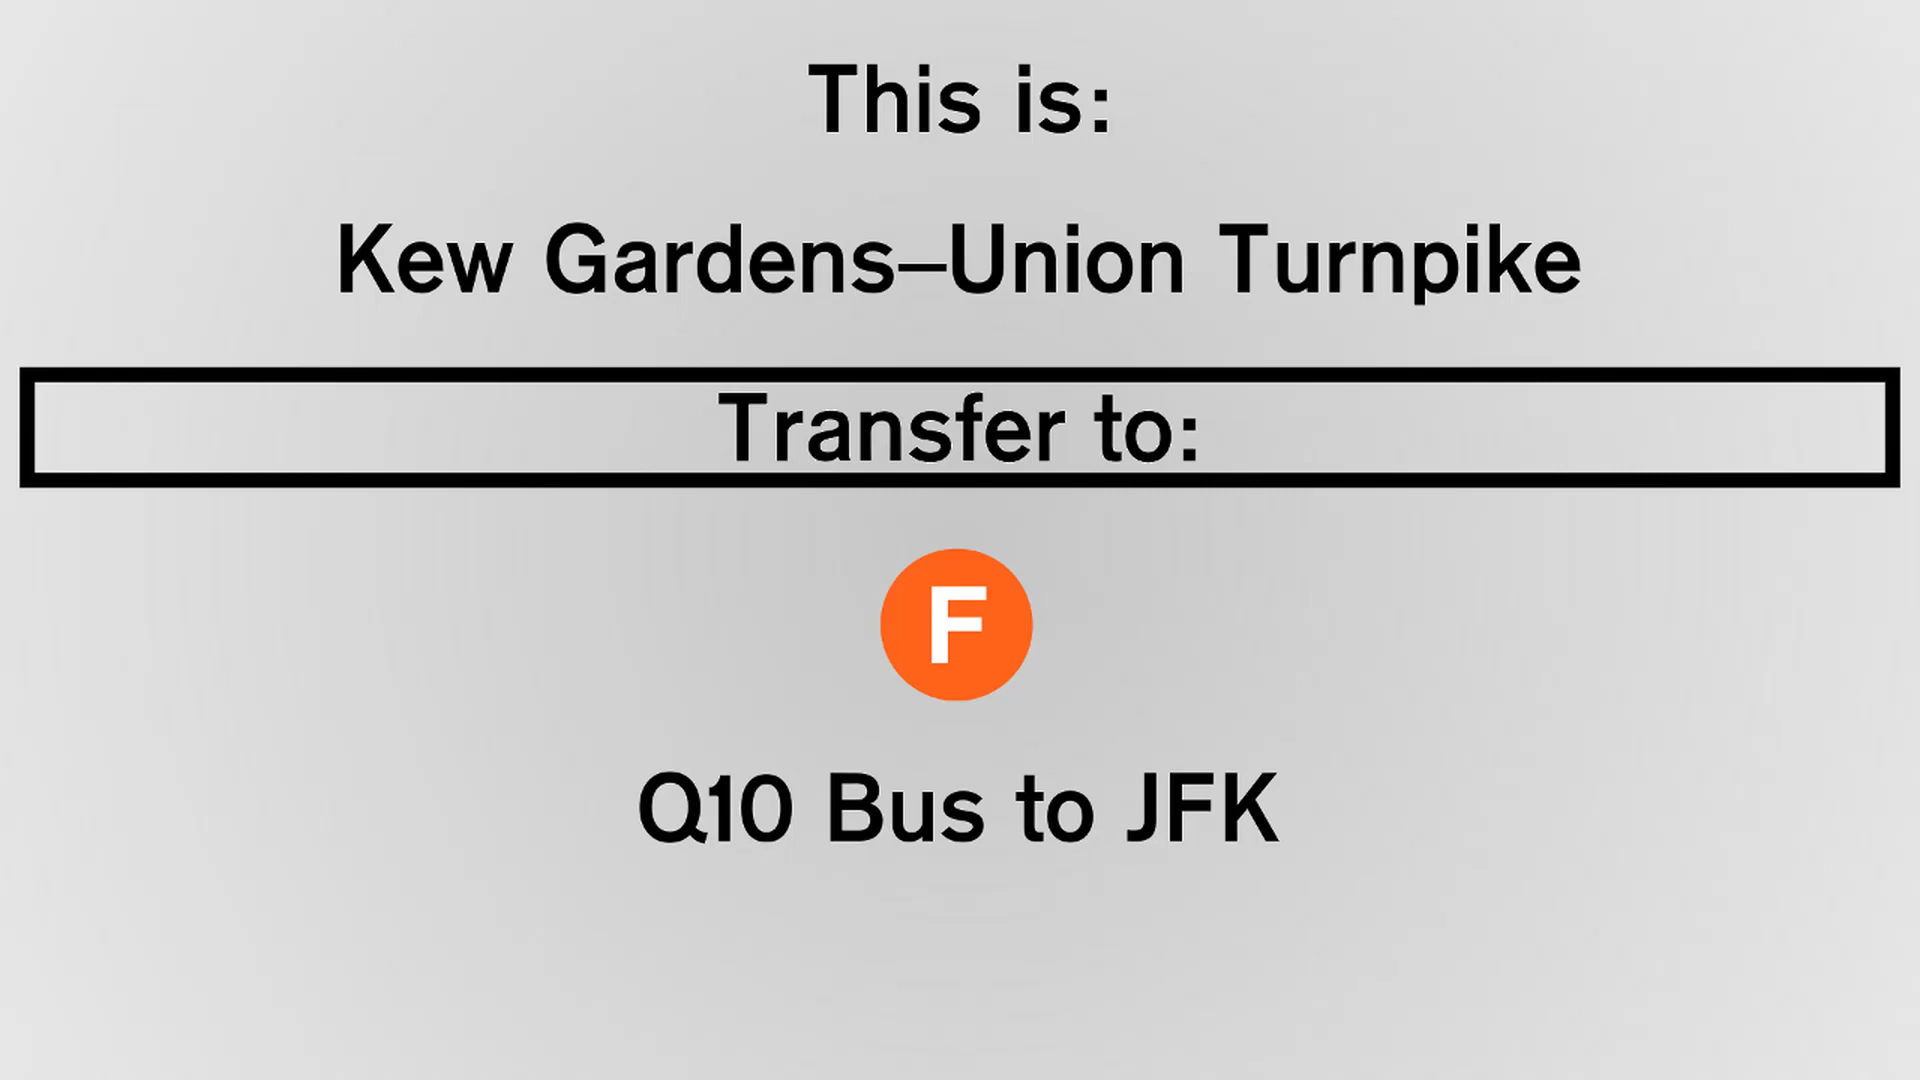 This is:
Kew Gardens–Union Turnpike
Transfer to:
F
Q10 Bus to JFK